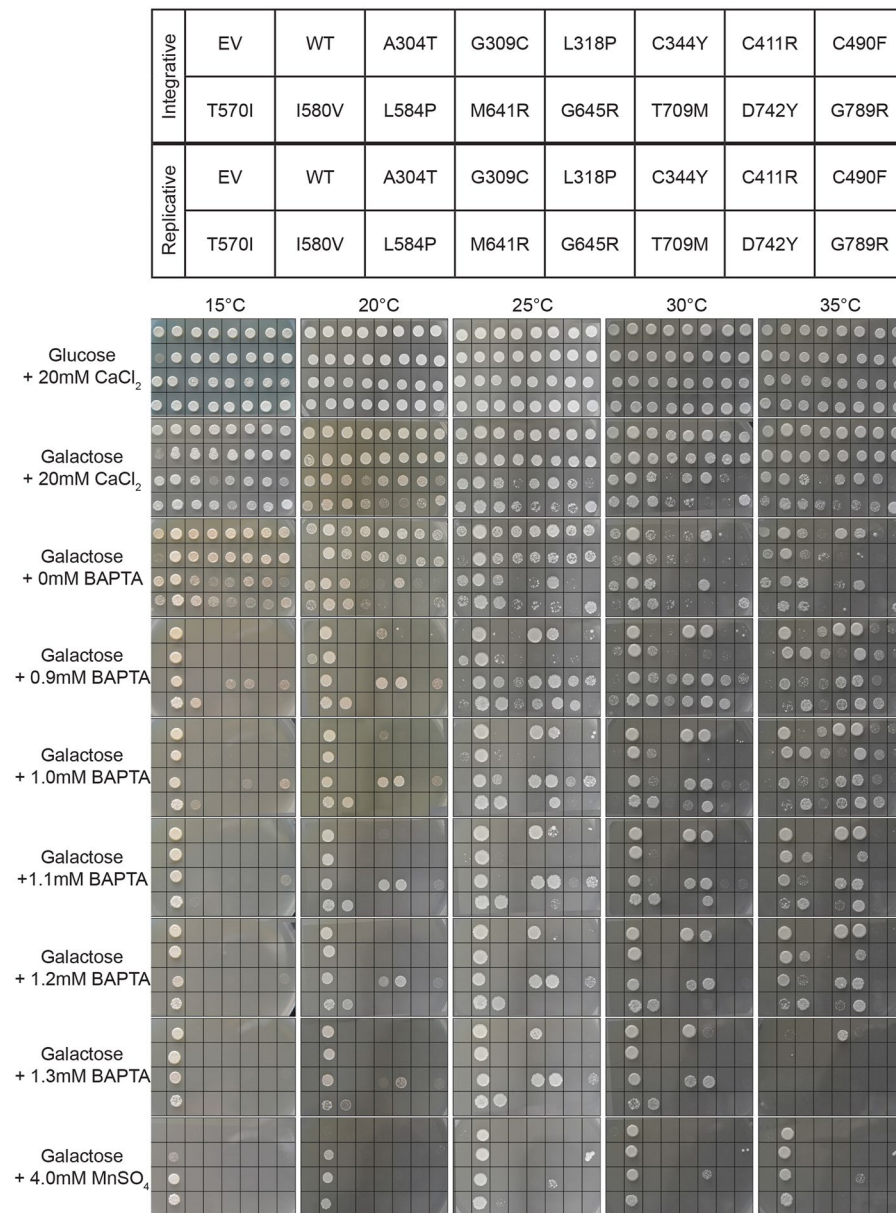 Integrative
EV WT A304T G309C L318P C344Y C411R C490F
T570I I580V L584P M641R G645R T709M D742Y G789R
Replicative
EV WT A304T G309C L318P C344Y C411R C490F
T570I I580V L584P M641R G645R T709M D742Y G789R
15°C 20°C 25°C 30°C 35°C
Glucose
+ 20mM CaCl₂
Galactose
+ 20mM CaCl₂
Galactose
+ 0mM BAPTA
Galactose
+ 0.9mM BAPTA
Galactose
+ 1.0mM BAPTA
Galactose
+1.1mM BAPTA
Galactose
+ 1.2mM BAPTA
Galactose
+ 1.3mM BAPTA
Galactose
+ 4.0mM MnSO₄